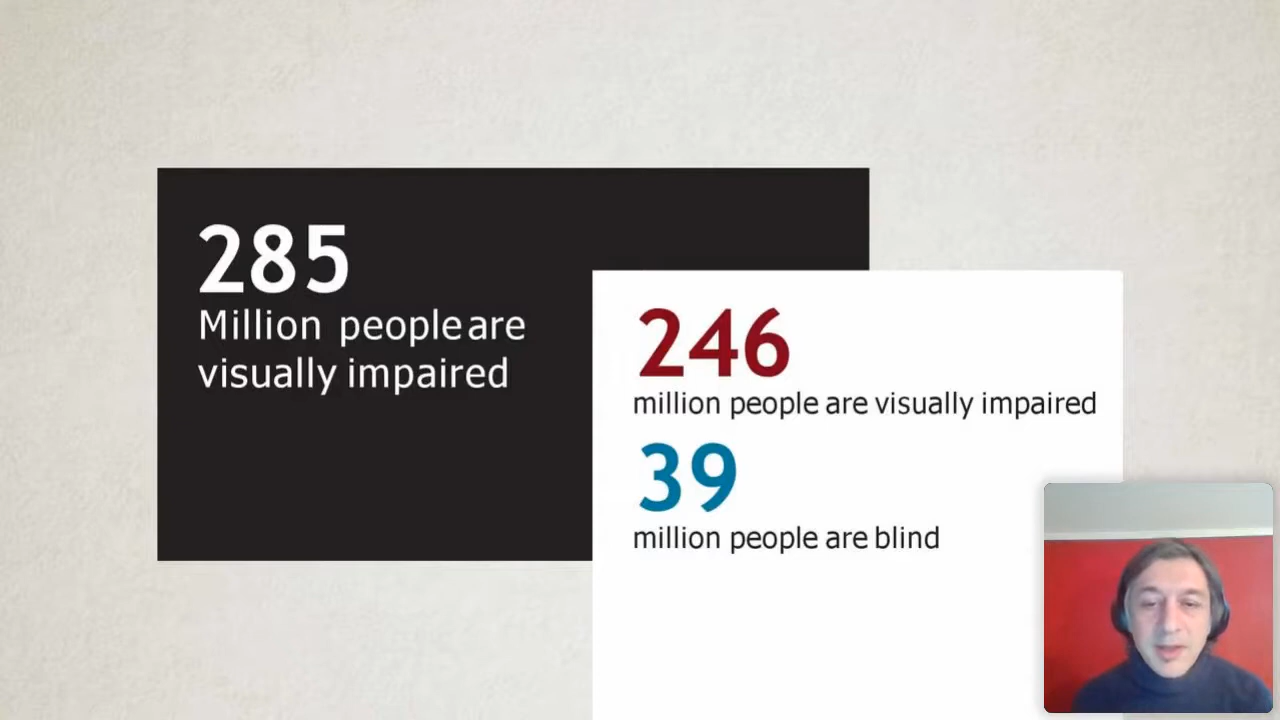 285
Million people are
visually impaired
246
million people are visually impaired
39
million people are blind